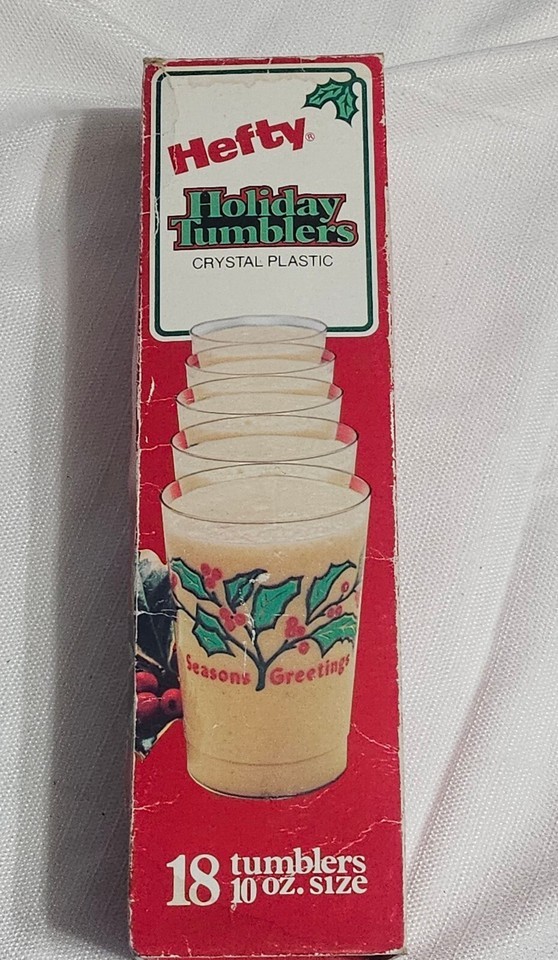 Hefty®
Holiday
Tumblers
CRYSTAL PLASTIC
Seasons Greetings
18 tumblers
10 oz. size